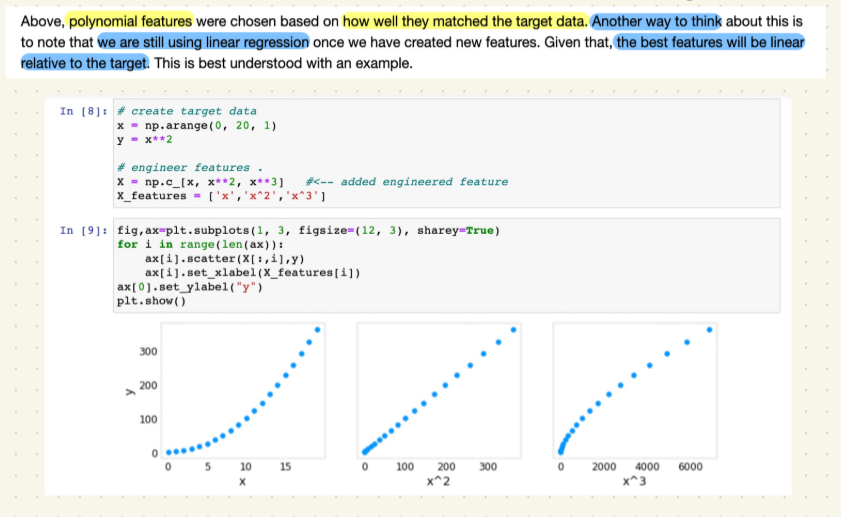 Above, polynomial features were chosen based on how well they matched the target data. Another way to think about this is
to note that we are still using linear regression once we have created new features. Given that, the best features will be linear
relative to the target. This is best understood with an example.
In [8]: # create target data
x = np.arange(0, 20, 1)
y = x**2
# engineer features .
X = np.c_[x, x**2, x**3]   #<-- added engineered feature
X_features = ['x','x^2','x^3']
In [9]: fig,ax=plt.subplots(1, 3, figsize=(12, 3), sharey=True)
for i in range(len(ax)):
    ax[i].scatter(X[:,i],y)
    ax[i].set_xlabel(X_features[i])
ax[0].set_ylabel("y")
plt.show()
300
200
y
100
0
0 5 10 15 0 100 200 300 0 2000 4000 6000
x x^2 x^3